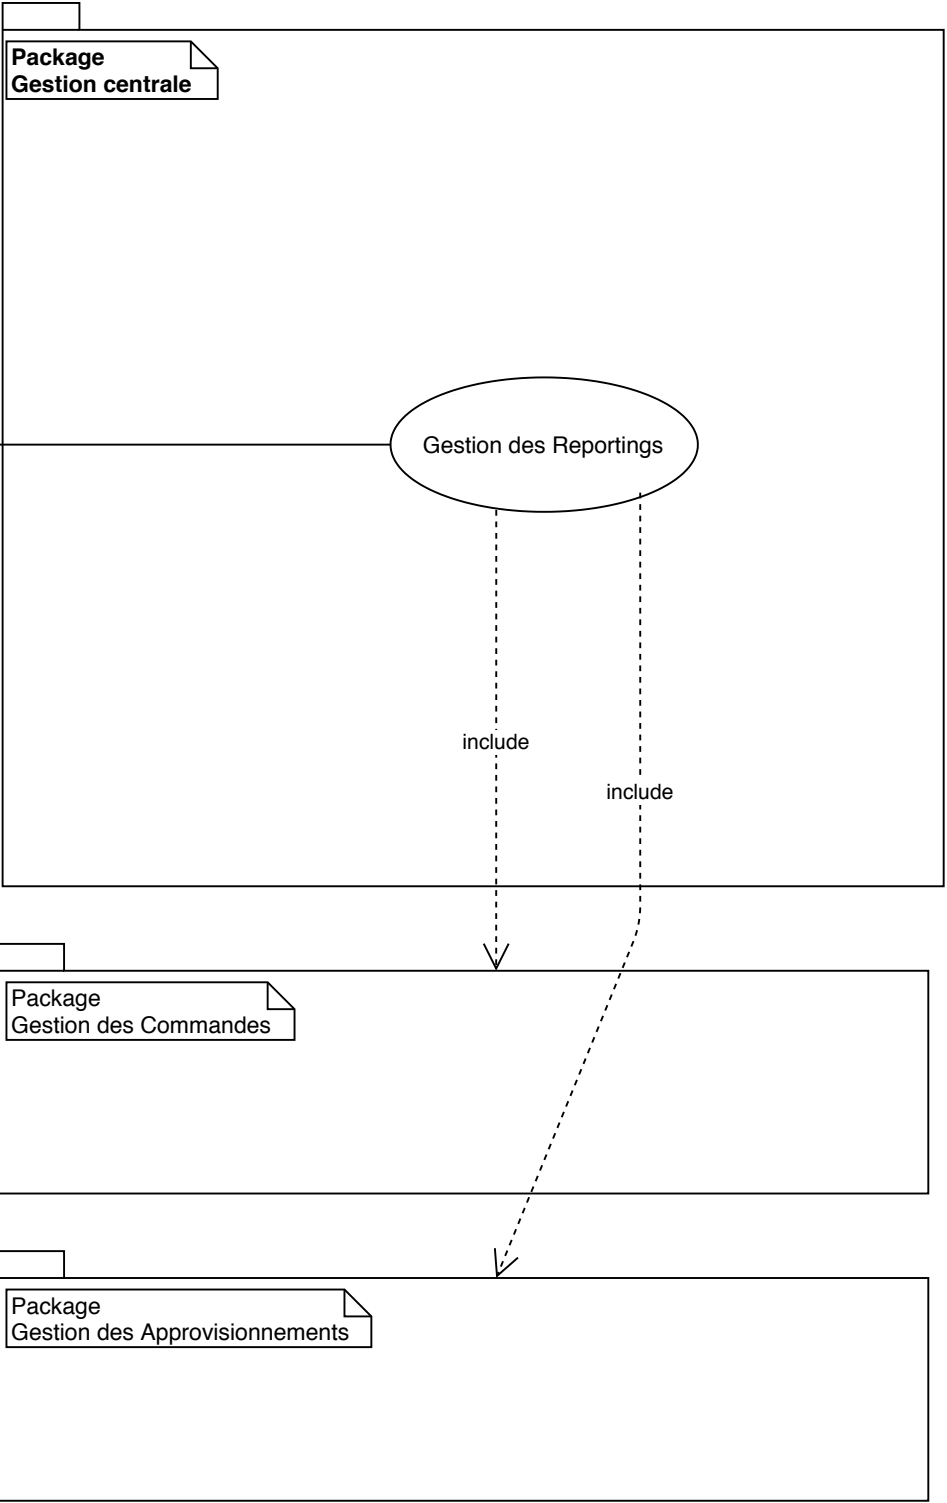 Package
Gestion centrale
Gestion des Reportings
include
include
Package
Gestion des Commandes
Package
Gestion des Approvisionnements